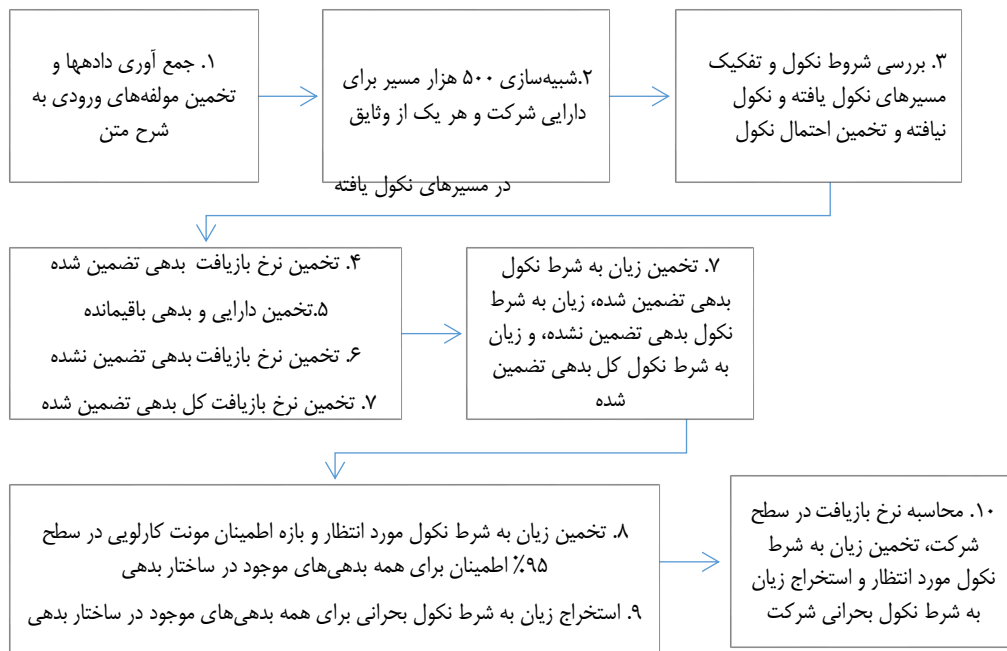 ۱. جمع آوری دادهها و
تخمین مولفه‌های ورودی به
شرح متن
۲.شبیه‌سازی ۵۰۰ هزار مسیر برای
دارایی شرکت و هر یک از وثایق
۳. بررسی شروط نکول و تفکیک
مسیرهای نکول یافته و نکول
نیافته و تخمین احتمال نکول
در مسیرهای نکول یافته
۴. تخمین نرخ بازیافت بدهی تضمین شده
۵.تخمین دارایی و بدهی باقیمانده
۶. تخمین نرخ بازیافت بدهی تضمین نشده
۷. تخمین نرخ بازیافت کل بدهی تضمین شده
۷. تخمین زیان به شرط نکول
بدهی تضمین شده، زیان به شرط
نکول بدهی تضمین نشده، و زیان
به شرط نکول کل بدهی تضمین
شده
۸. تخمین زیان به شرط نکول مورد انتظار و بازه اطمینان مونت کارلویی در سطح
۹۵٪ اطمینان برای همه بدهی‌های موجود در ساختار بدهی
۹. استخراج زیان به شرط نکول بحرانی برای همه بدهی‌های موجود در ساختار بدهی
۱۰. محاسبه نرخ بازیافت در سطح
شرکت، تخمین زیان به شرط
نکول مورد انتظار و استخراج زیان
به شرط نکول بحرانی شرکت